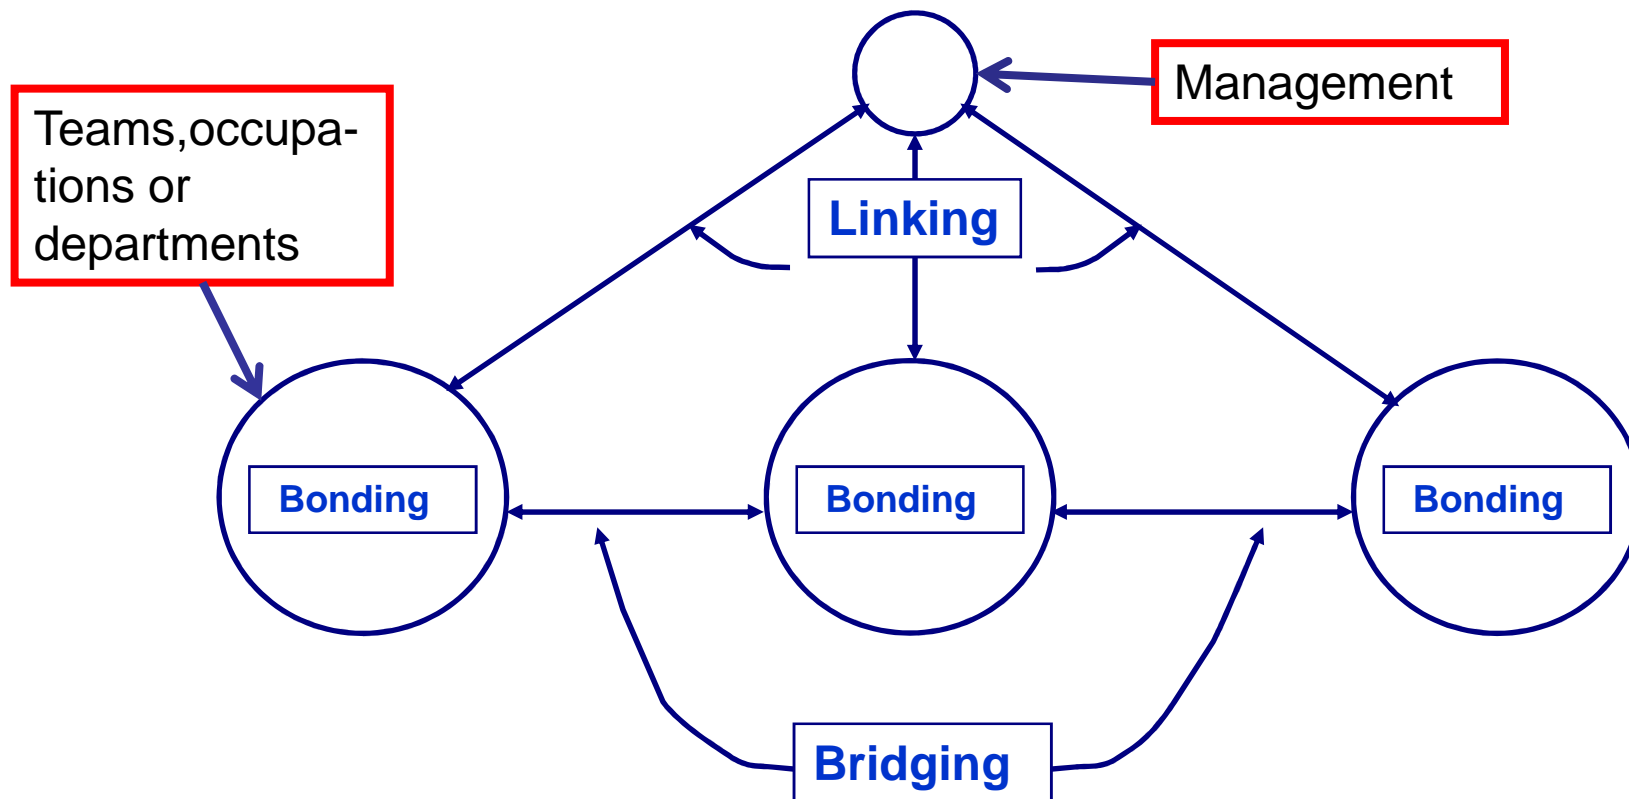 Management
Teams,occupa-
tions or
departments
Linking
Bonding
Bonding
Bonding
Bridging